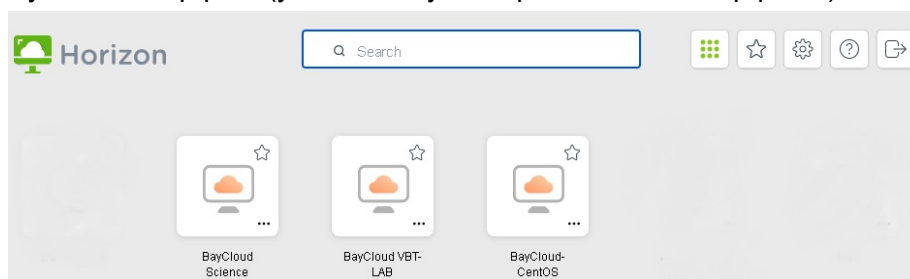 Horizon
Search
BayCloud
Science
BayCloud VBT-
LAB
BayCloud-
CentOS